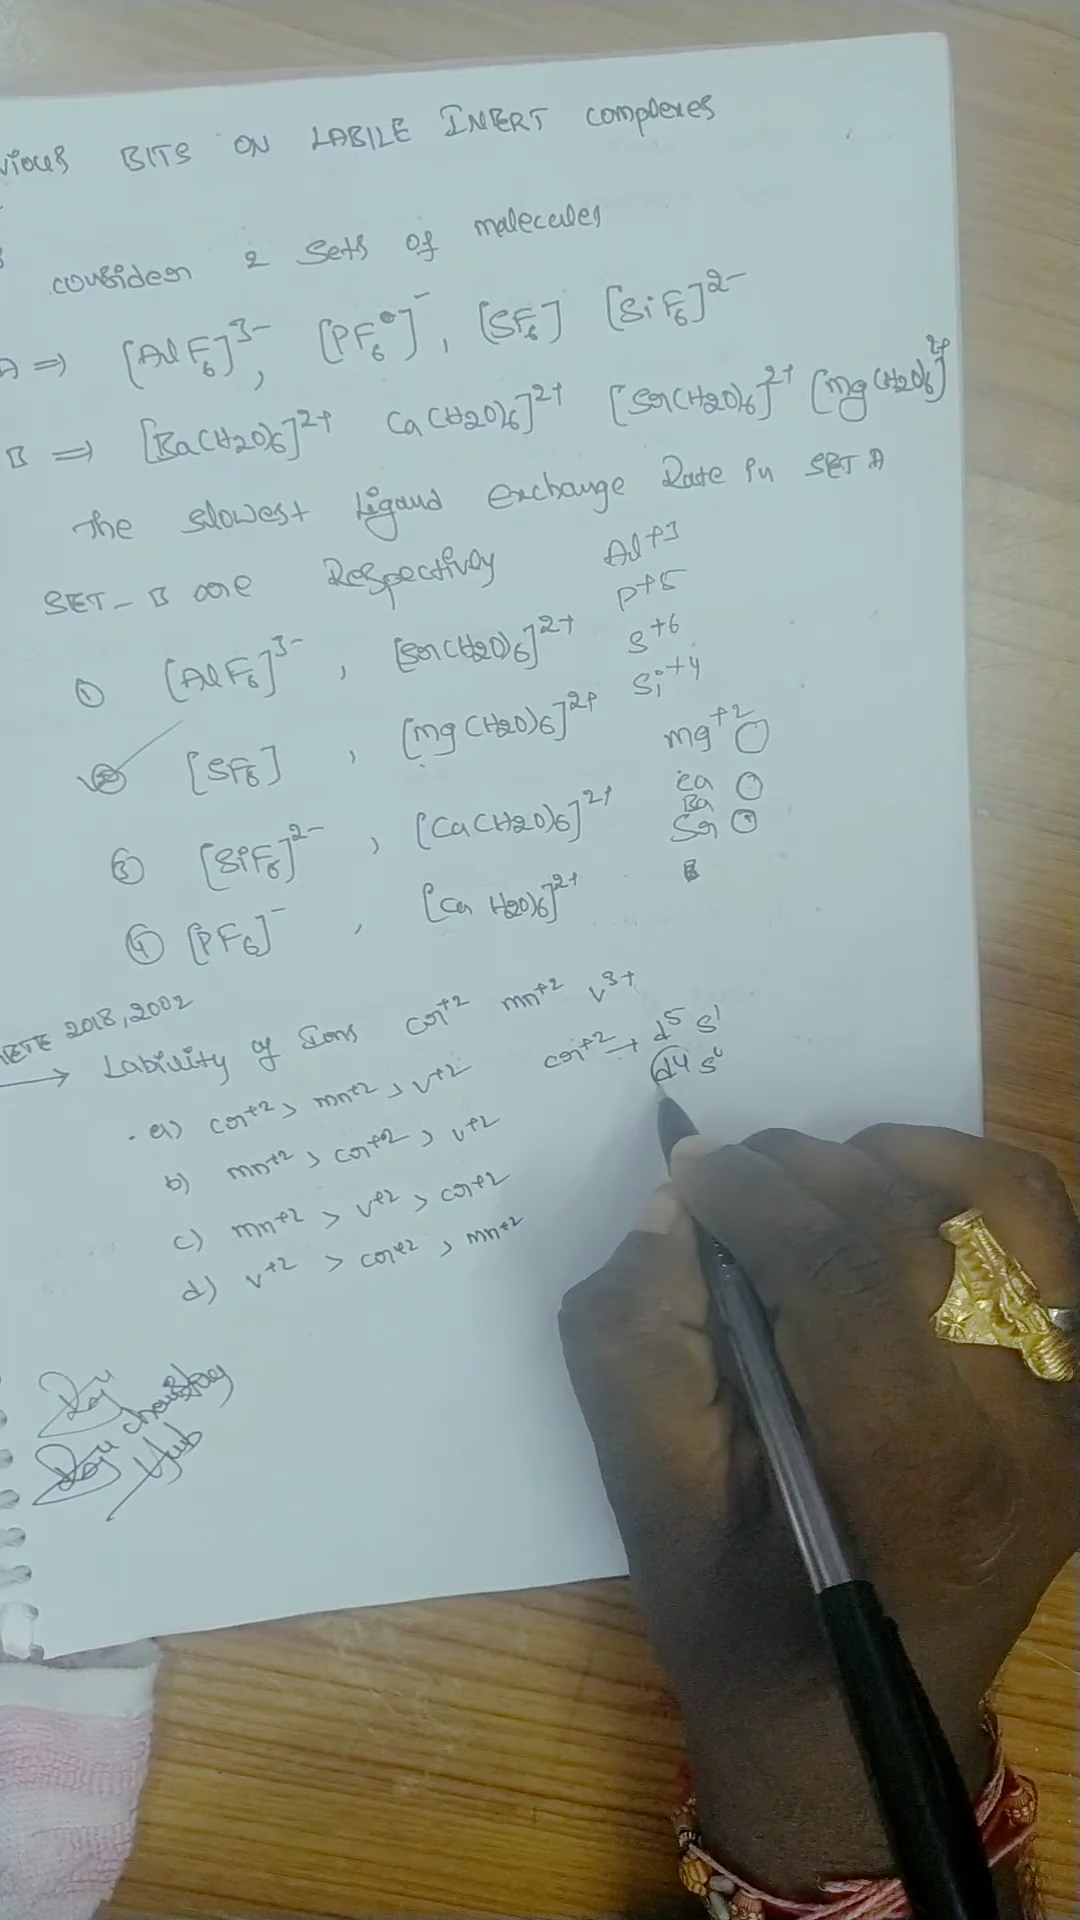 BITS ON LABILE INERT complexes
consider 2 sets of molecules
A ⇒ [AlF6]3-, [PF6]-, [SF6] [SiF6]2-
B ⇒ [Ba(H2O)6]2+ Ca(H2O)6]2+ [Sr(H2O)6]2+ [mg(H2O)6]2+
The slowest Ligand exchange Rate in SET A
SET-B are Respectively
Al+3
P+5
S+6
Si+4
mg+2
ca
Ba
Sr
① [AlF6]3-, [Sr(H2O)6]2+
② [SF6], [mg(H2O)6]2+
③ [SiF6]2-, [Ca(H2O)6]2+
④ [PF6]-, [Ca H2O)6]2+
2018, 2002
→ Lability of Ions cr+2 mn+2 v3+
cr+2 → d5 s1
d4 s0
a) cr+2 > mn+2 > v+2
b) mn+2 > cr+2 > v+2
c) mn+2 > v+2 > cr+2
d) v+2 > cr+2 > mn+2